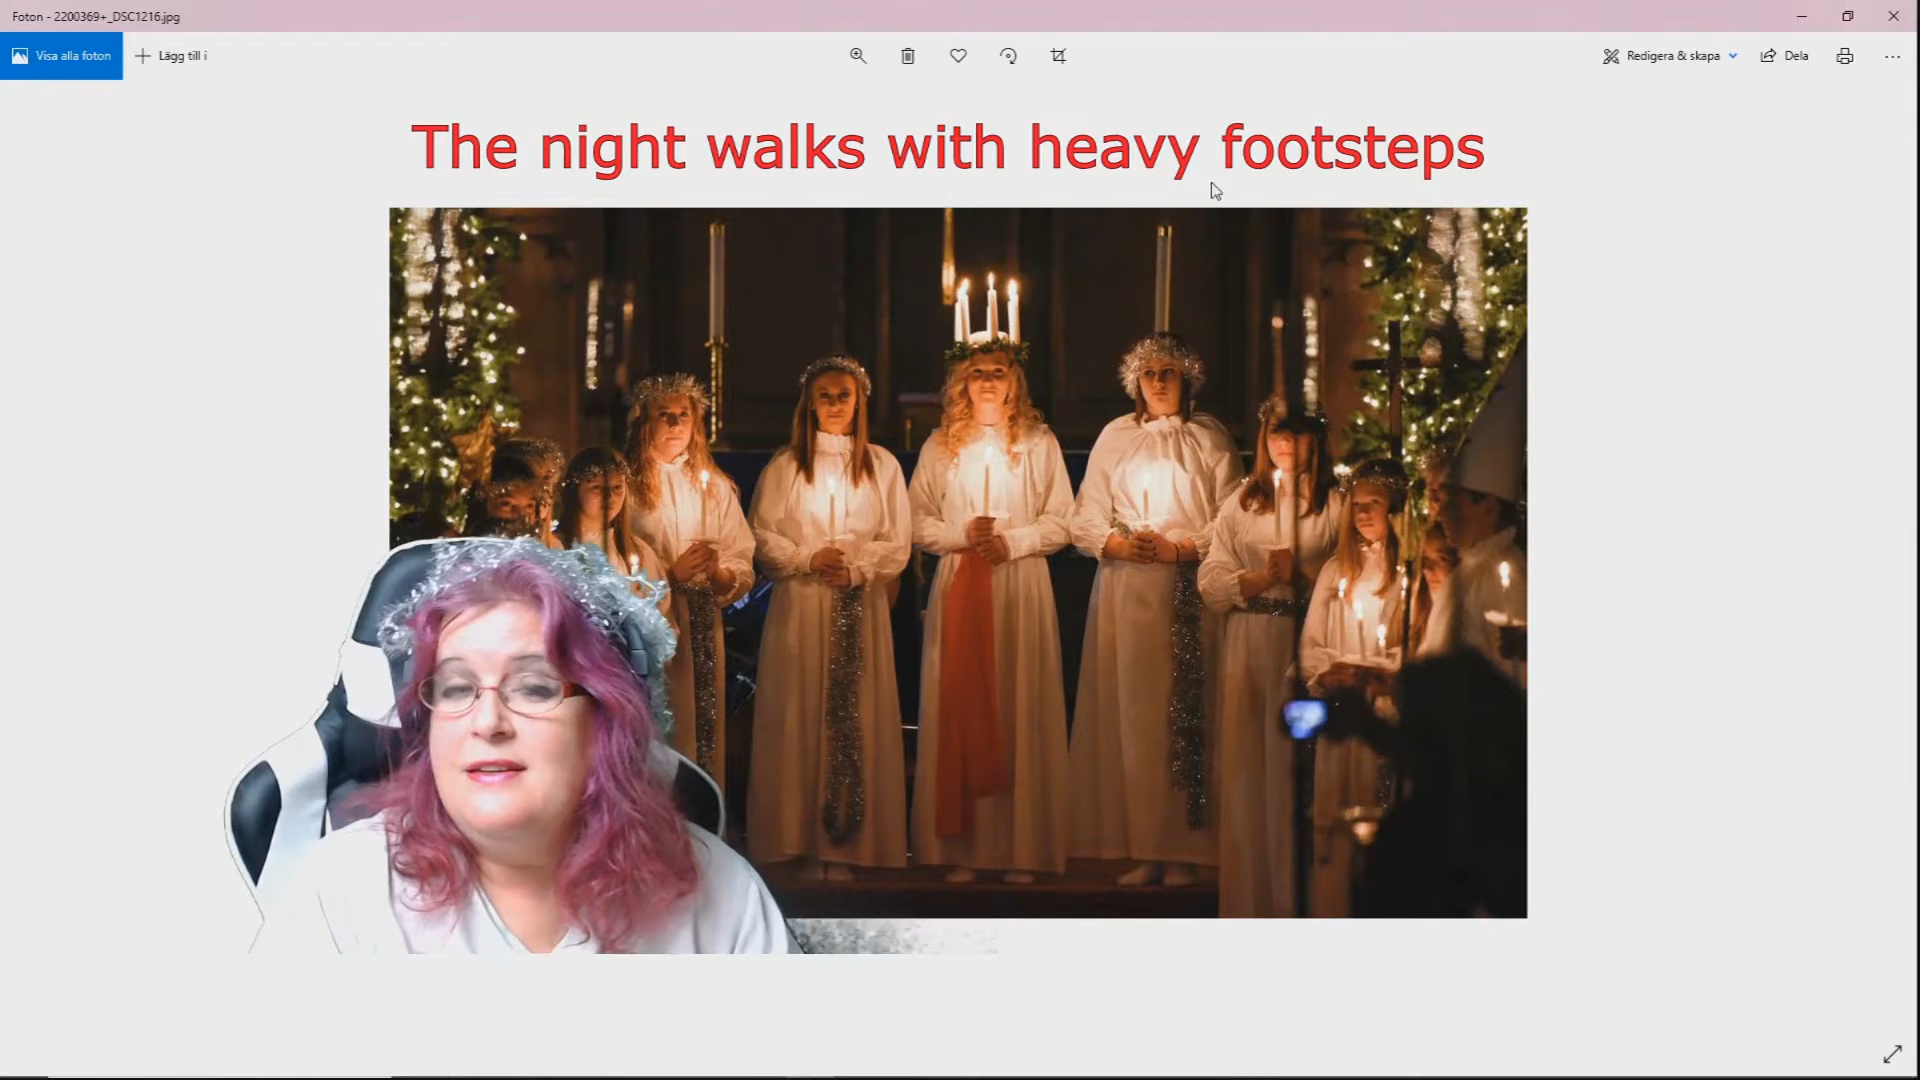 Foton - 2200369+_DSC1216.jpg
Visa alla foton
Lägg till i
Redigera & skapa
Dela
The night walks with heavy footsteps